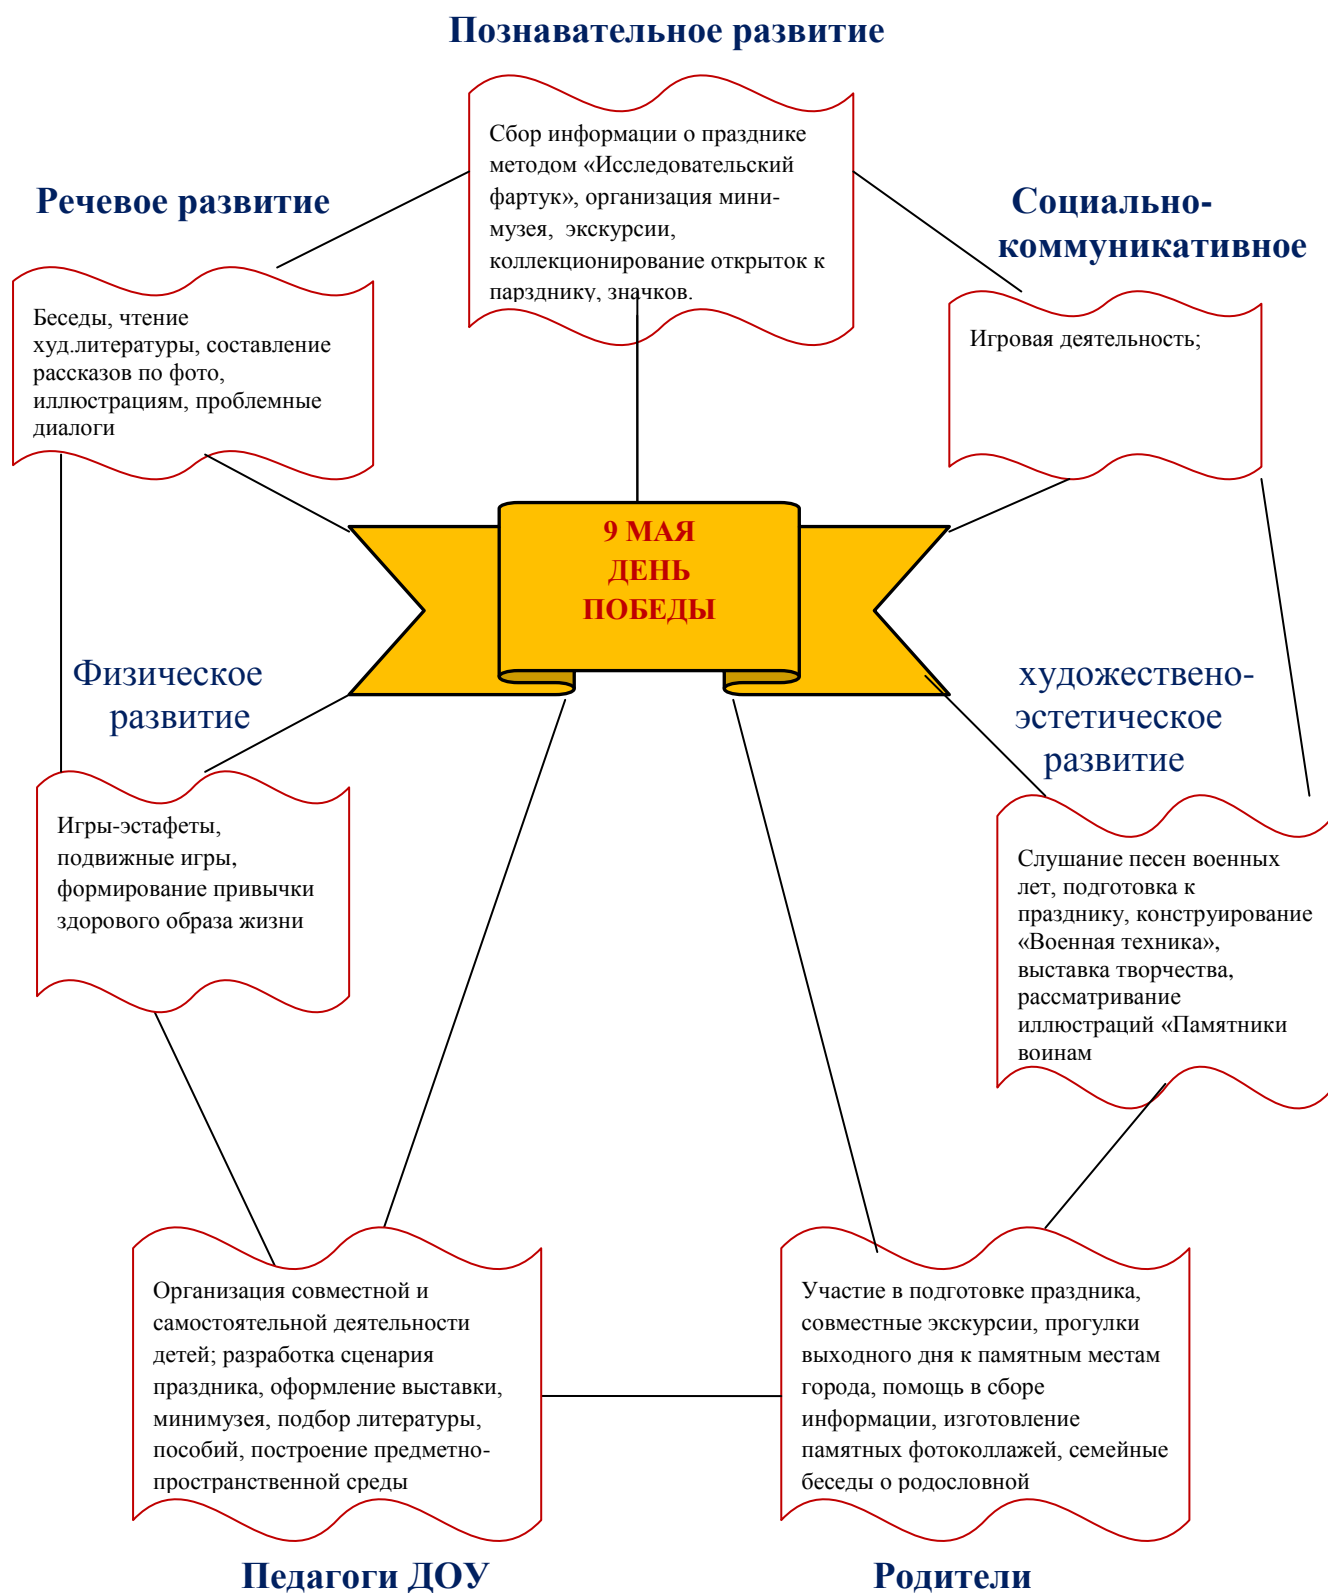 Познавательное развитие
Сбор информации о празднике
методом «Исследовательский
фартук», организация мини-
музея, экскурсии,
коллекционирование открыток к
парзднику, значков.
Речевое развитие
Беседы, чтение
худ.литературы, составление
рассказов по фото,
иллюстрациям, проблемные
диалоги
Социально-
коммуникативное
Игровая деятельность;
9 МАЯ
ДЕНЬ
ПОБЕДЫ
Физическое
развитие
Игры-эстафеты,
подвижные игры,
формирование привычки
здорового образа жизни
художествено-
эстетическое
развитие
Слушание песен военных
лет, подготовка к
празднику, конструирование
«Военная техника»,
выставка творчества,
рассматривание
иллюстраций «Памятники
воинам
Организация совместной и
самостоятельной деятельности
детей; разработка сценария
праздника, оформление выставки,
минимузея, подбор литературы,
пособий, построение предметно-
пространственной среды
Педагоги ДОУ
Участие в подготовке праздника,
совместные экскурсии, прогулки
выходного дня к памятным местам
города, помощь в сборе
информации, изготовление
памятных фотоколлажей, семейные
беседы о родословной
Родители